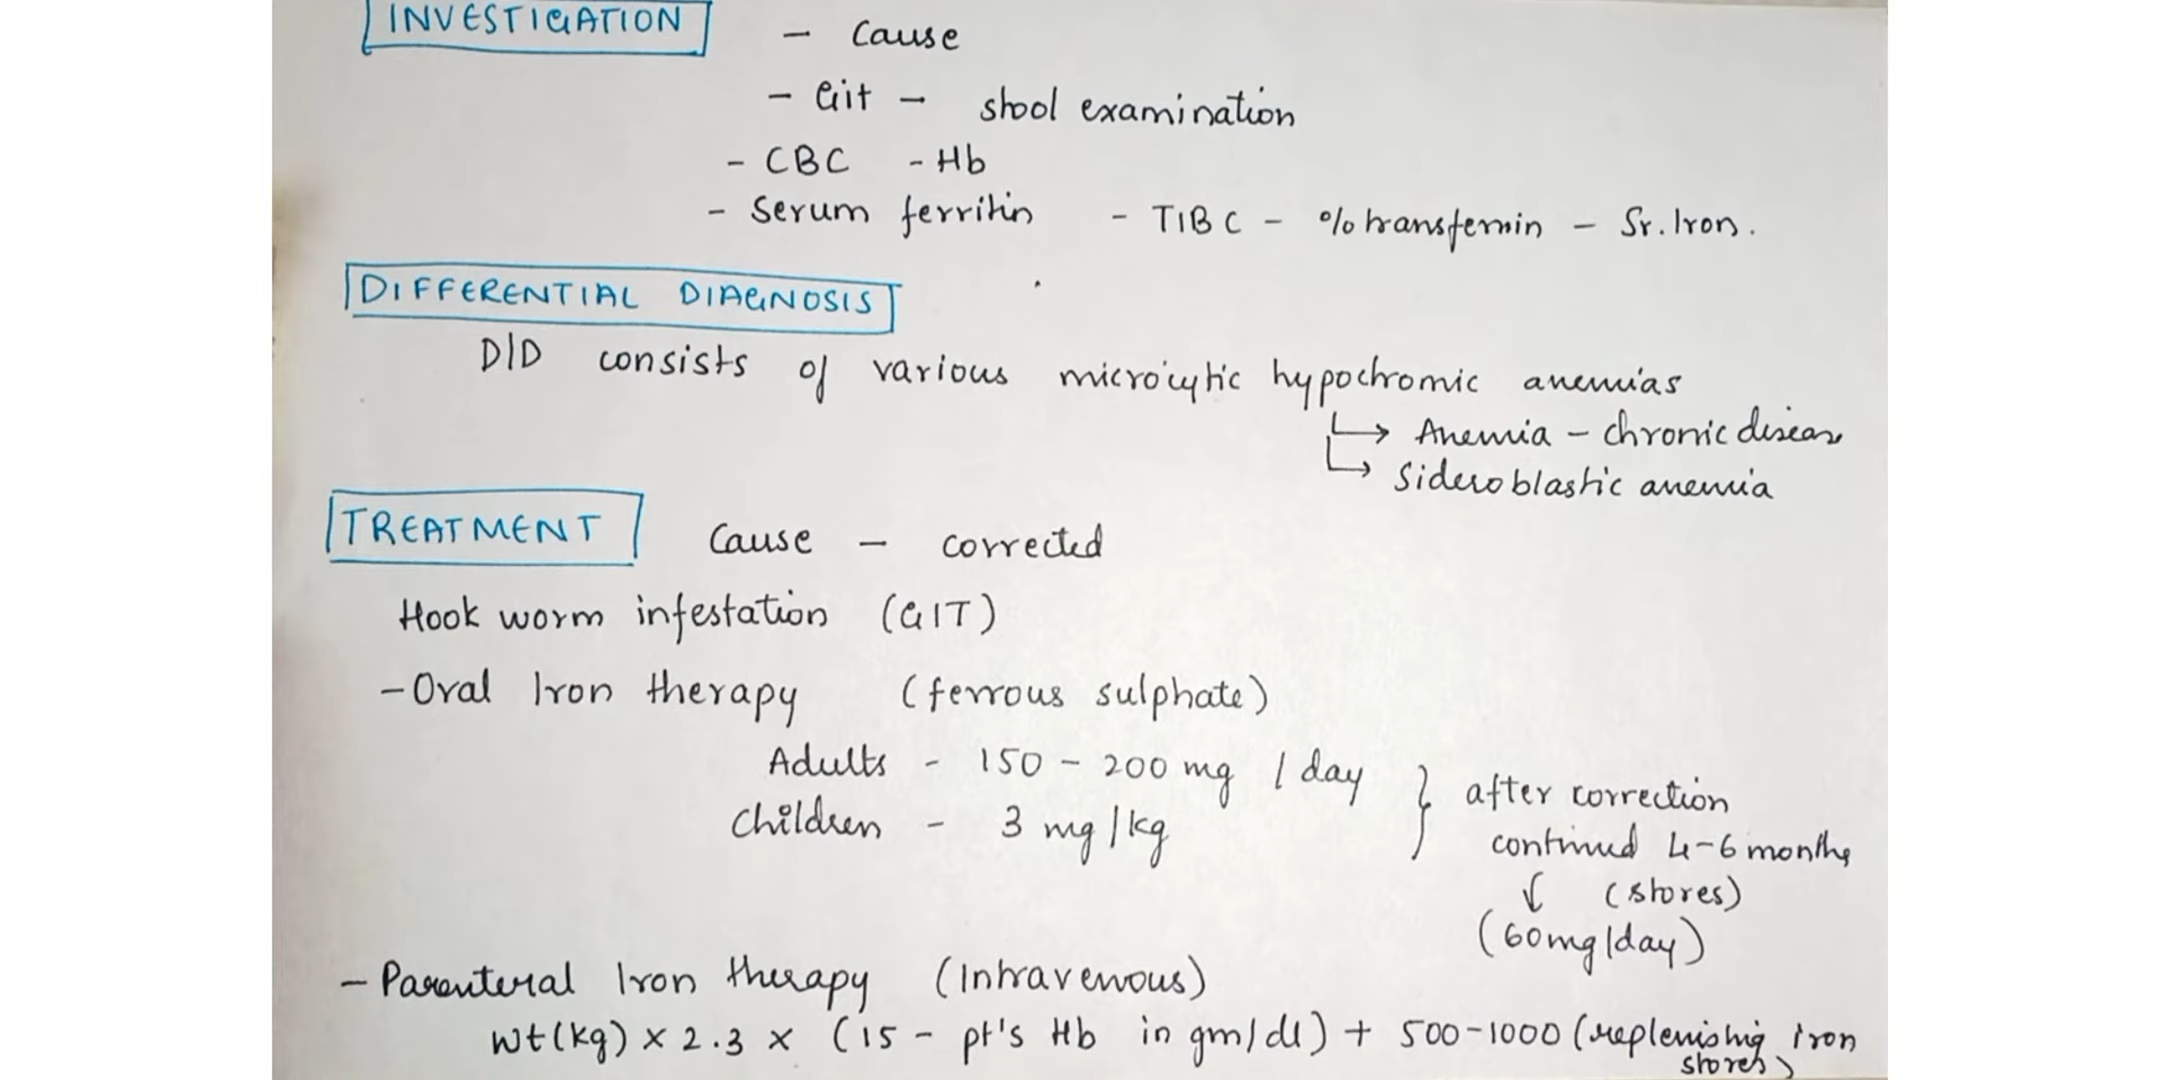 INVESTIGATION - Cause
- Git - stool examination
- CBC - Hb
- Serum ferritin - TIBC - % transferrin - Sr. Iron.
DIFFERENTIAL DIAGNOSIS
D/D consists of various microcytic hypochromic anemias
↳ Anemia - chronic disease
↳ Sideroblastic anemia
TREATMENT Cause - corrected
Hook worm infestation (GIT)
- Oral Iron therapy (ferrous sulphate)
Adults - 150 - 200 mg / day
Children - 3 mg / kg
} after correction
continued 4-6 months
↓ (stores)
(60mg/day)
- Parenteral Iron therapy (Intravenous)
Wt(kg) x 2.3 x (15 - pt's Hb in gm/dl) + 500-1000 (replenishing iron
stores)